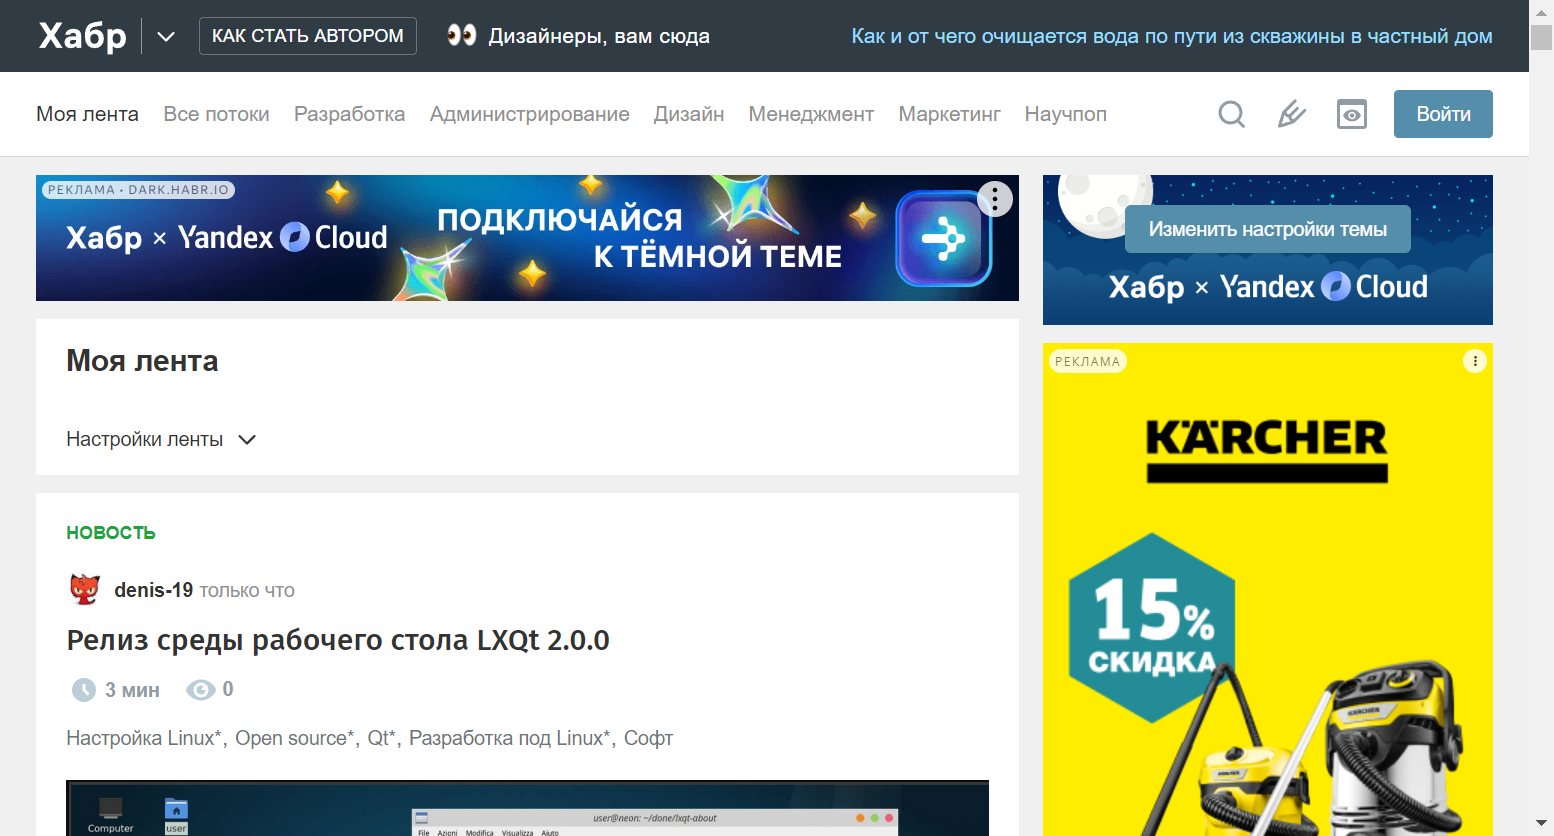 Хабр
КАК СТАТЬ АВТОРОМ
Дизайнеры, вам сюда
Как и от чего очищается вода по пути из скважины в частный дом
Моя лента
Все потоки
Разработка
Администрирование
Дизайн
Менеджмент
Маркетинг
Научпоп
Войти
РЕКЛАМА • DARK.HABR.IO
Хабр × Yandex Cloud
ПОДКЛЮЧАЙСЯ
К ТЁМНОЙ ТЕМЕ
Изменить настройки темы
Хабр × Yandex Cloud
Моя лента
Настройки ленты
РЕКЛАМА
KÄRCHER
15%
СКИДКА
KARCHER
KARCHER
НОВОСТЬ
denis-19 только что
Релиз среды рабочего стола LXQt 2.0.0
3 мин
0
Настройка Linux*, Open source*, Qt*, Разработка под Linux*, Софт
Computer
user
user@neon: ~/done/lxqt-about
File Azioni Modifica Visualizza Aiuto